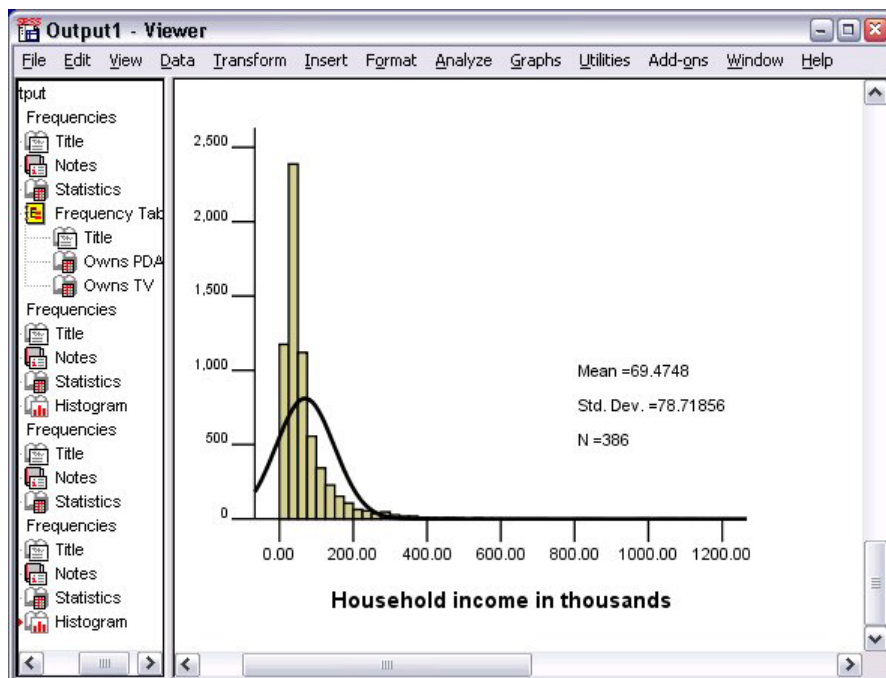 Output1 - Viewer
File Edit View Data Transform Insert Format Analyze Graphs Utilities Add-ons Window Help
tput
Frequencies
Title
Notes
Statistics
Frequency Tab
Title
Owns PDA
Owns TV
Frequencies
Title
Notes
Statistics
Histogram
Frequencies
Title
Notes
Statistics
Frequencies
Title
Notes
Statistics
Histogram
2,500
2,000
1,500
1,000
500
0
Mean =69.4748
Std. Dev. =78.71856
N =386
0.00 200.00 400.00 600.00 800.00 1000.00 1200.00
Household income in thousands